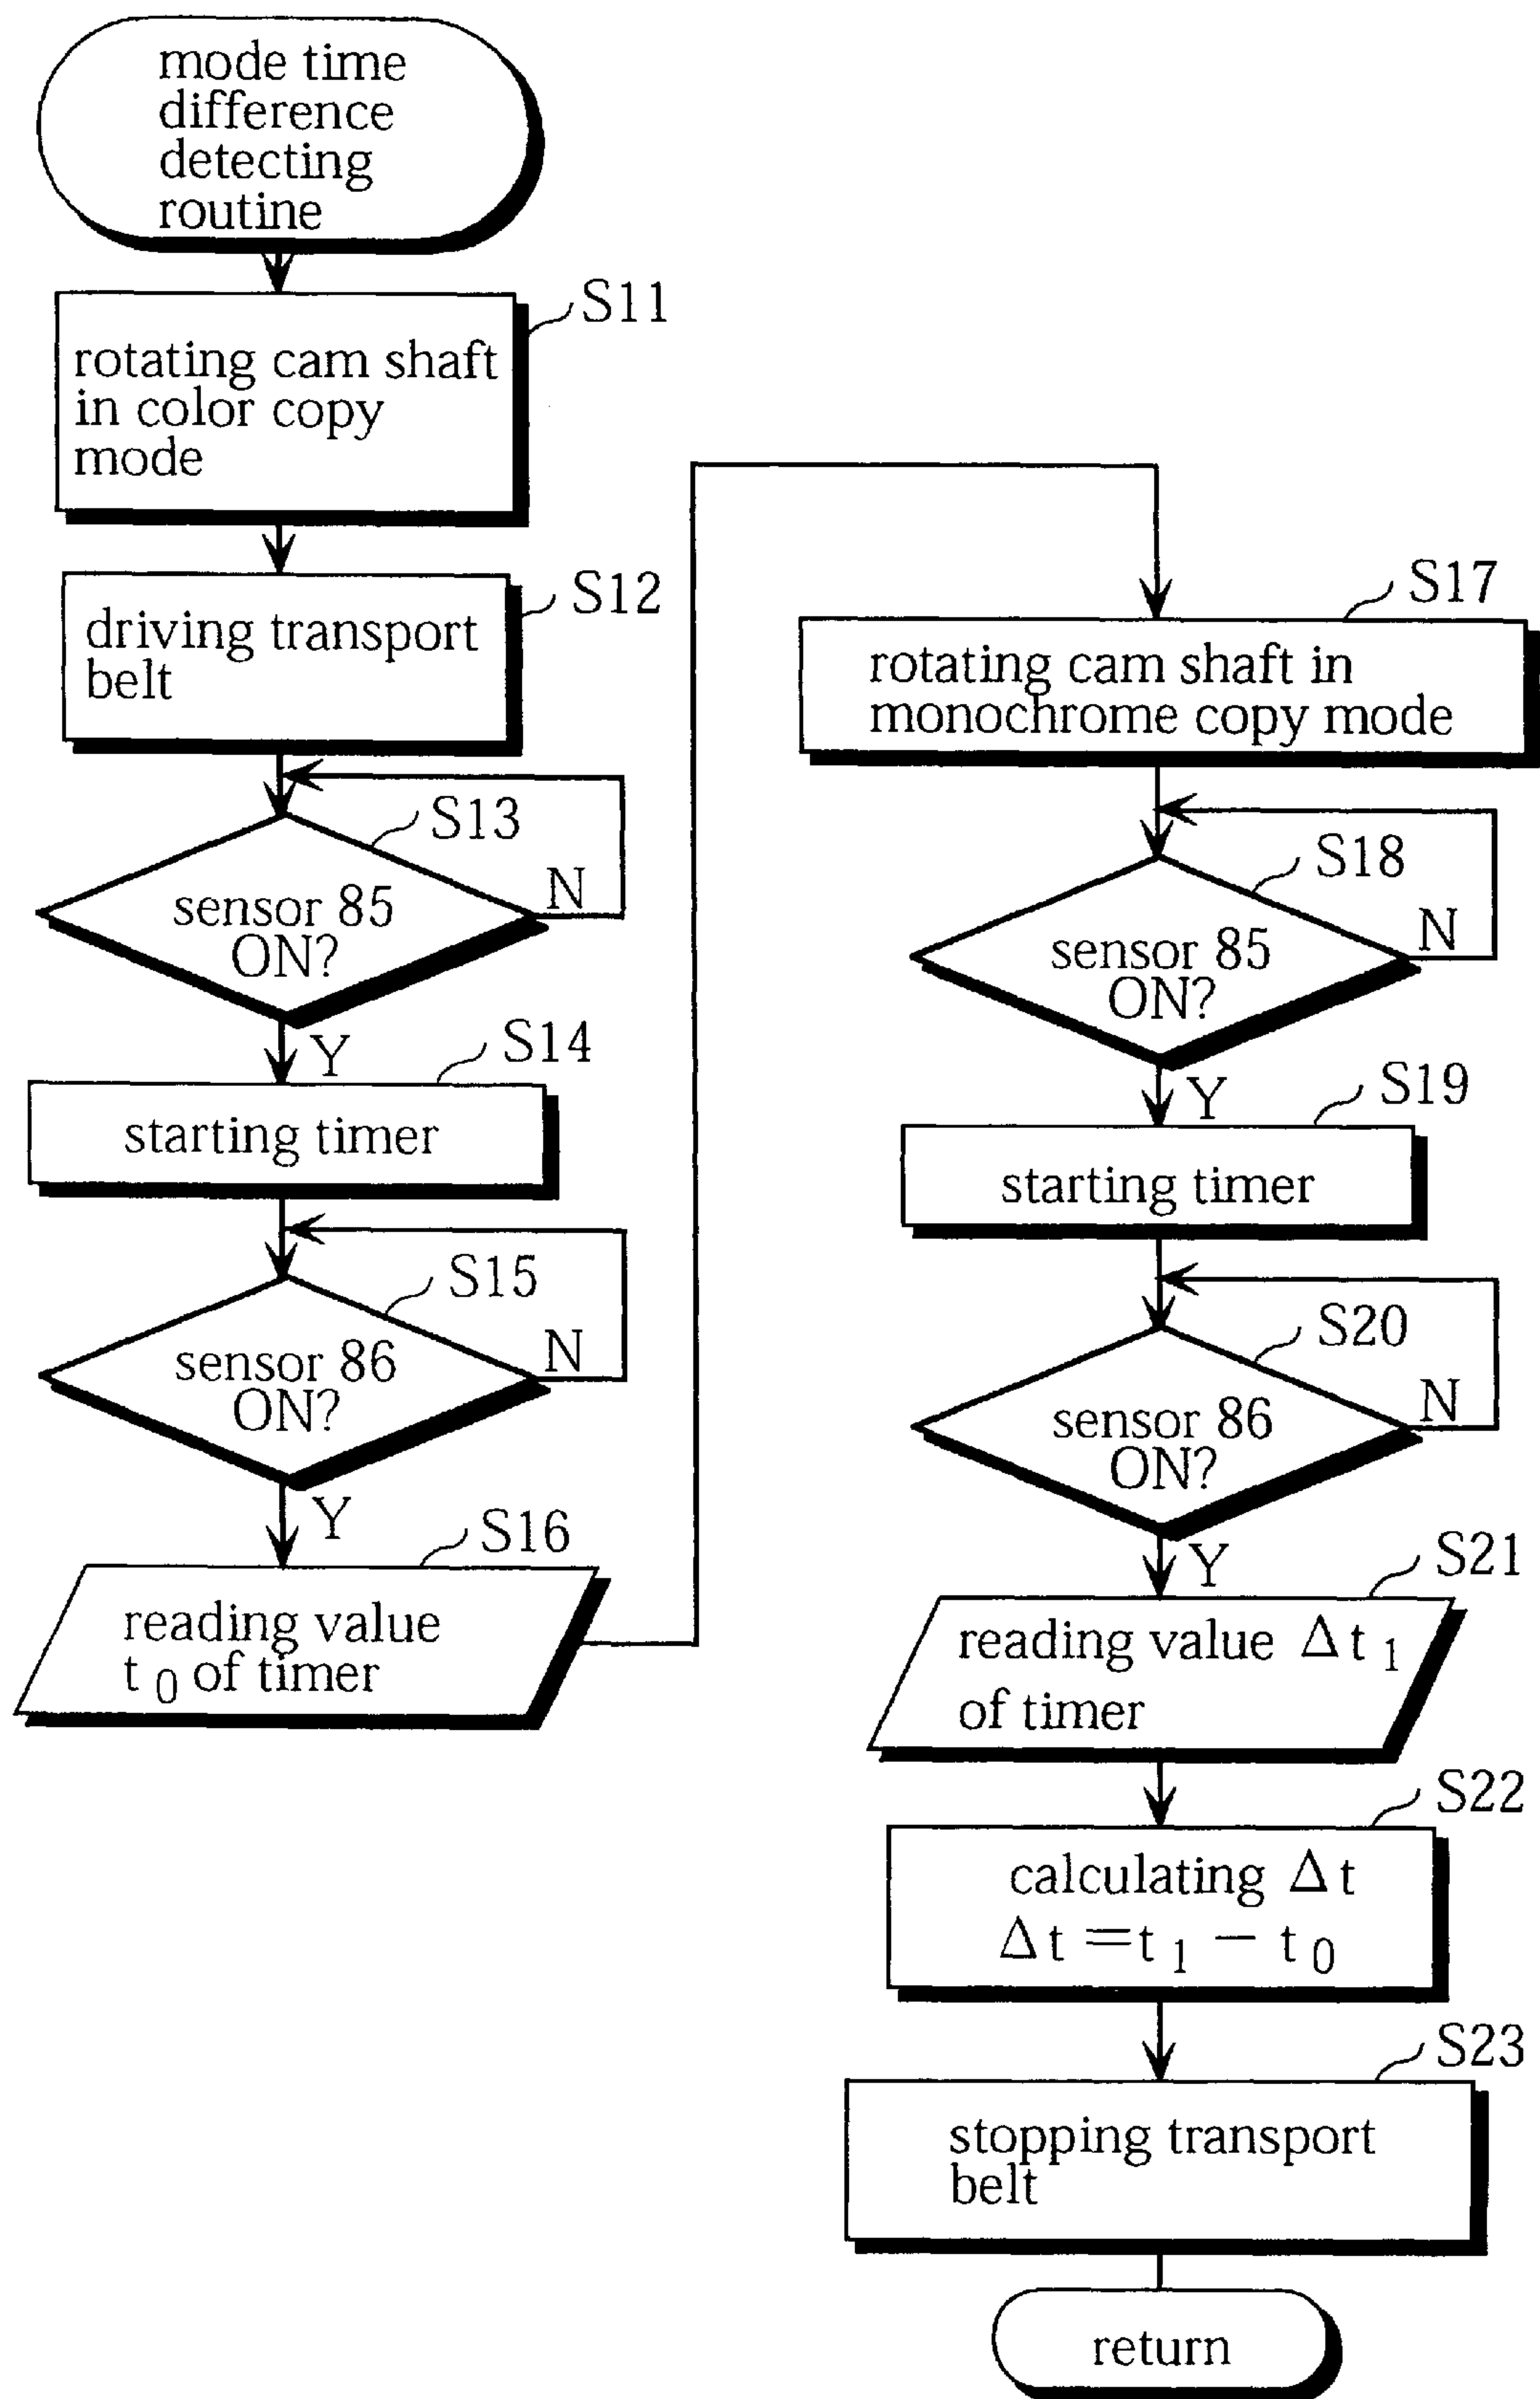 mode time
difference
detecting
routine
S11
rotating cam shaft
in color copy
mode
S12
driving transport
belt
S13
sensor 85
ON?
N
Y
S14
starting timer
S15
sensor 86
ON?
N
Y
S16
reading value
t 0 of timer
S17
rotating cam shaft in
monochrome copy mode
S18
sensor 85
ON?
N
Y
S19
starting timer
S20
sensor 86
ON?
N
Y
S21
reading value Δt 1
of timer
S22
calculating Δt
Δt = t 1 − t 0
S23
stopping transport
belt
return